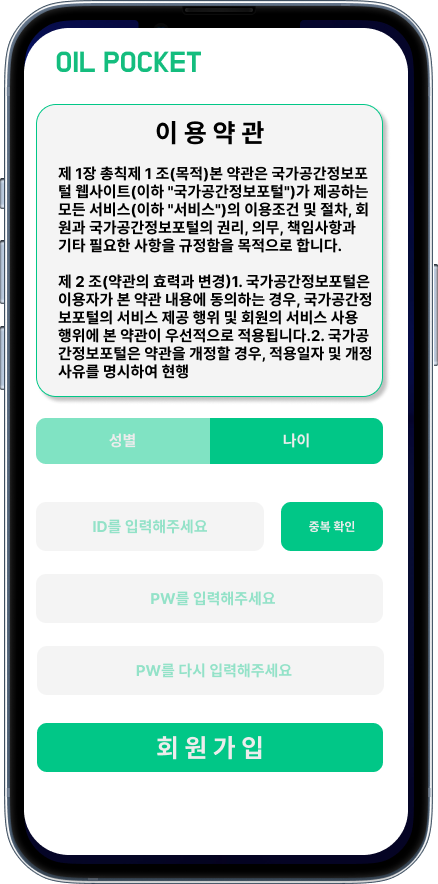 OIL POCKET
이 용 약 관
제 1장 총칙제 1 조(목적)본 약관은 국가공간정보포
털 웹사이트(이하 "국가공간정보포털")가 제공하는
모든 서비스(이하 "서비스")의 이용조건 및 절차, 회
원과 국가공간정보포털의 권리, 의무, 책임사항과
기타 필요한 사항을 규정함을 목적으로 합니다.
제 2 조(약관의 효력과 변경)1. 국가공간정보포털은
이용자가 본 약관 내용에 동의하는 경우, 국가공간정
보포털의 서비스 제공 행위 및 회원의 서비스 사용
행위에 본 약관이 우선적으로 적용됩니다.2. 국가공
간정보포털은 약관을 개정할 경우, 적용일자 및 개정
사유를 명시하여 현행
성별 나이
ID를 입력해주세요 중복 확인
PW를 입력해주세요
PW를 다시 입력해주세요
회 원 가 입